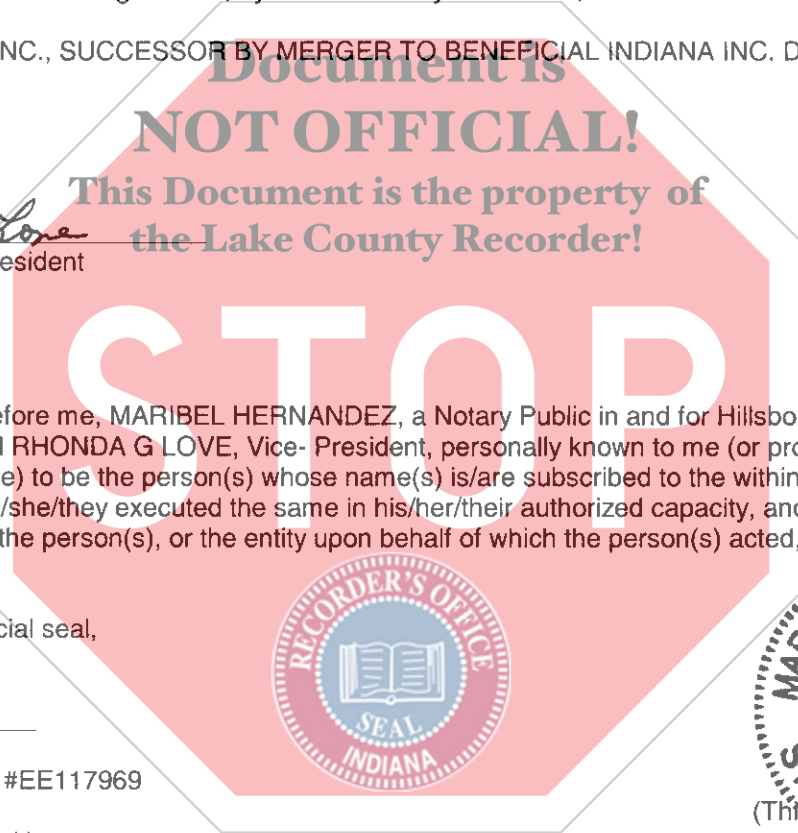 INC., SUCCESSOR BY MERGER TO BENEFICIAL INDIANA INC. D
Document is
NOT OFFICIAL!
This Document is the property of
the Lake County Recorder!
Love
esident
STOP
efore me, MARIBEL HERNANDEZ, a Notary Public in and for Hillsbo
RHONDA G LOVE, Vice- President, personally known to me (or pro
e) to be the person(s) whose name(s) is/are subscribed to the within
/she/they executed the same in his/her/their authorized capacity, and
the person(s), or the entity upon behalf of which the person(s) acted,
RECORDER'S OFFICE
SEAL
INDIANA
cial seal,
MAR
#EE117969
(Thi